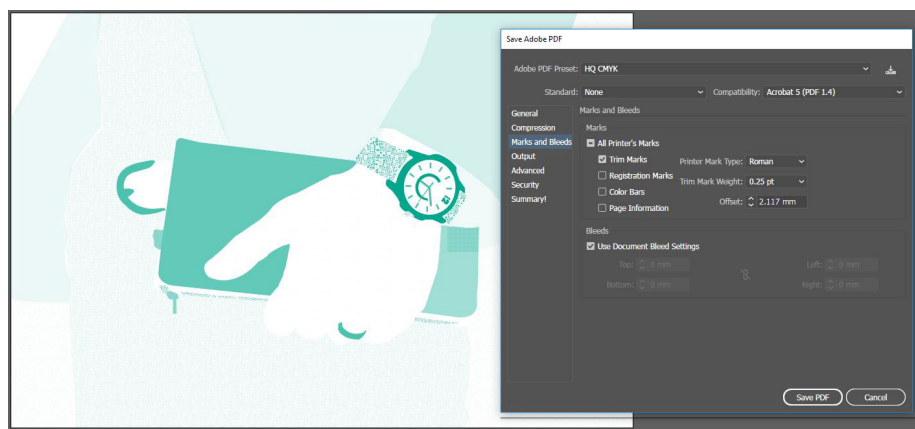 Save Adobe PDF
Adobe PDF Preset: HQ CMYK
Standard: None Compatibility: Acrobat 5 (PDF 1.4)
General
Compression
Marks and Bleeds
Output
Advanced
Security
Summary!
Marks and Bleeds
Marks
All Printer's Marks
Trim Marks Printer Mark Type: Roman
Registration Marks Trim Mark Weight: 0.25 pt
Color Bars
Offset: 2.117 mm
Page Information
Bleeds
Use Document Bleed Settings
Top: mm Left: 0 mm
Bottom: 0 mm Right: 0 mm
Save PDF Cancel